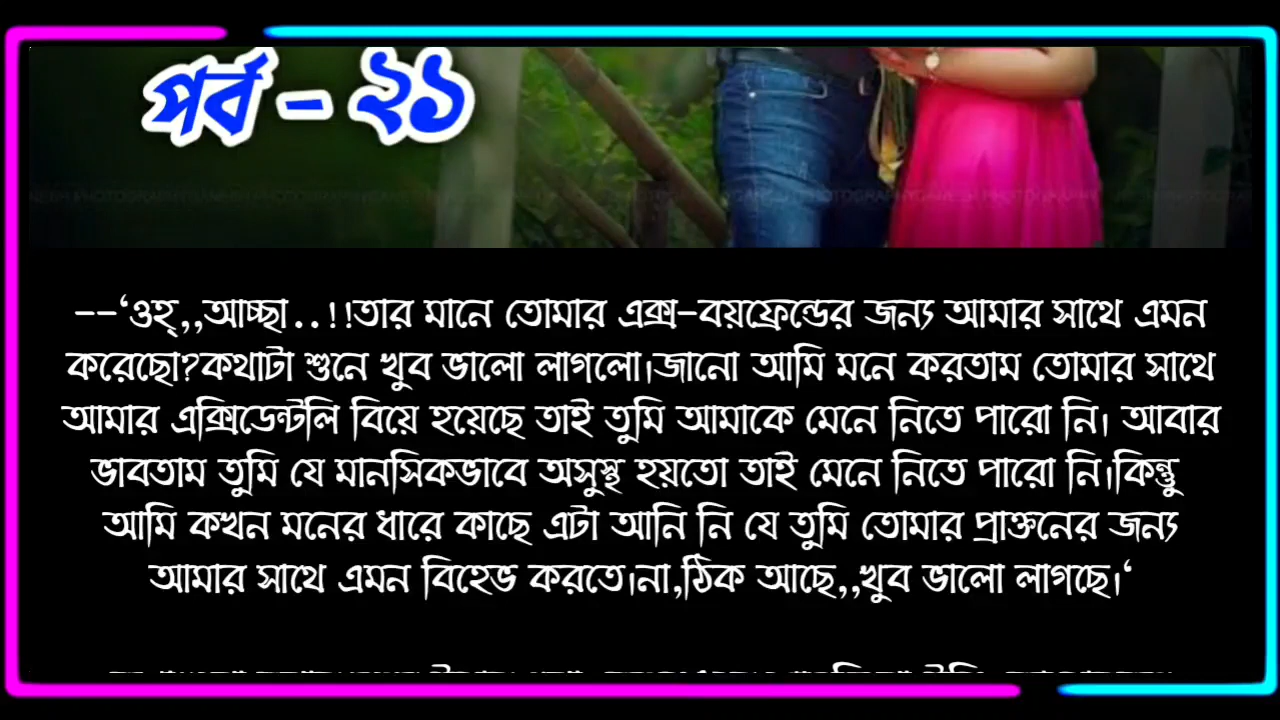 পর্ব - ২১
--‘ওহ্,,আচ্ছা..!!তার মানে তোমার এক্স-বয়ফ্রেন্ডের জন্য আমার সাথে এমন
করেছো?কথাটা শুনে খুব ভালো লাগলো।জানো আমি মনে করতাম তোমার সাথে
আমার এক্সিডেন্টলি বিয়ে হয়েছে তাই তুমি আমাকে মেনে নিতে পারো নি। আবার
ভাবতাম তুমি যে মানসিকভাবে অসুস্থ হয়তো তাই মেনে নিতে পারো নি।কিন্তু
আমি কখন মনের ধারে কাছে এটা আনি নি যে তুমি তোমার প্রাক্তনের জন্য
আমার সাথে এমন বিহেভ করতে।না,ঠিক আছে,,খুব ভালো লাগছে।‘